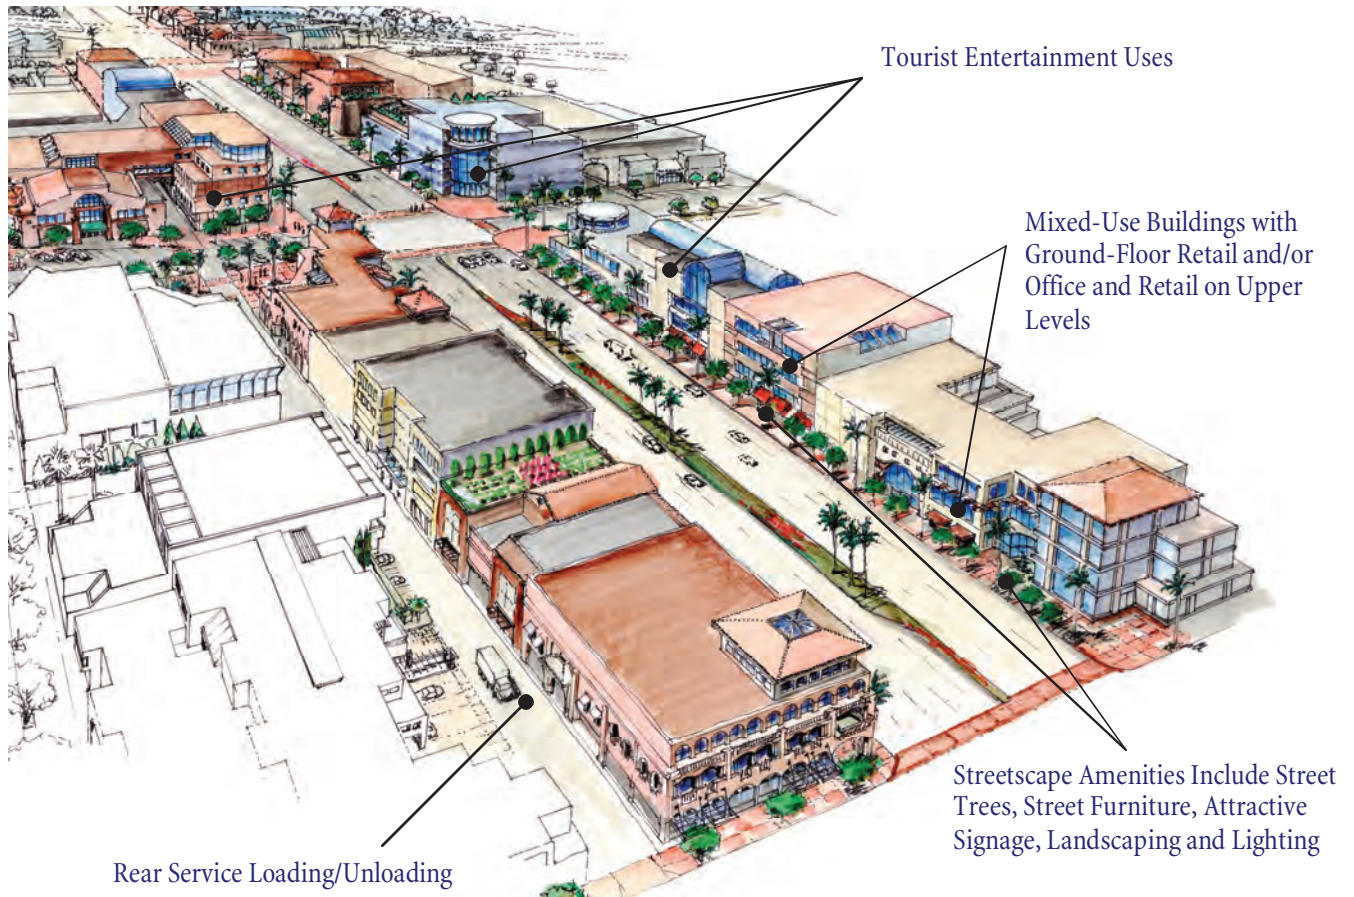 Tourist Entertainment Uses
Mixed-Use Buildings with
Ground-Floor Retail and/or
Office and Retail on Upper
Levels
Streetscape Amenities Include Street
Trees, Street Furniture, Attractive
Signage, Landscaping and Lighting
Rear Service Loading/Unloading